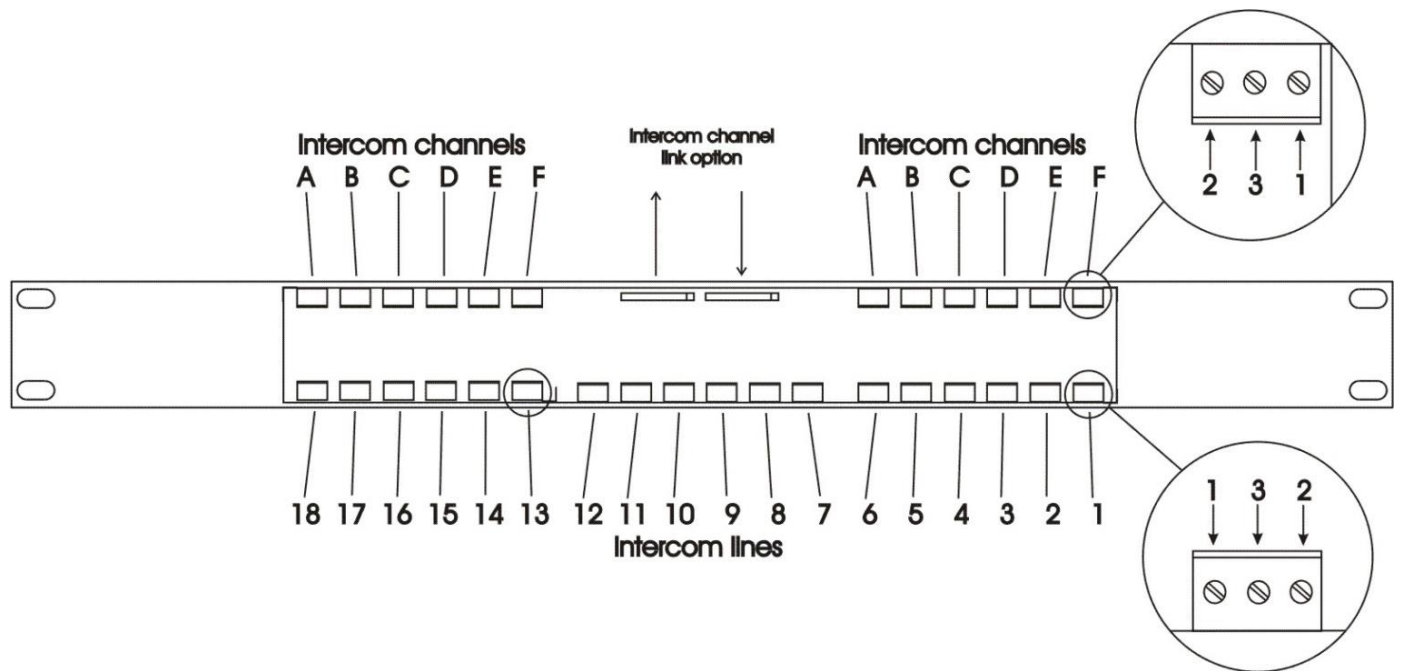 Intercom channels
A B C D E F
Intercom channel
link option
Intercom channels
A B C D E F
2 3 1
18 17 16 15 14 13 12 11 10 9 8 7 6 5 4 3 2 1
Intercom lines
1 3 2